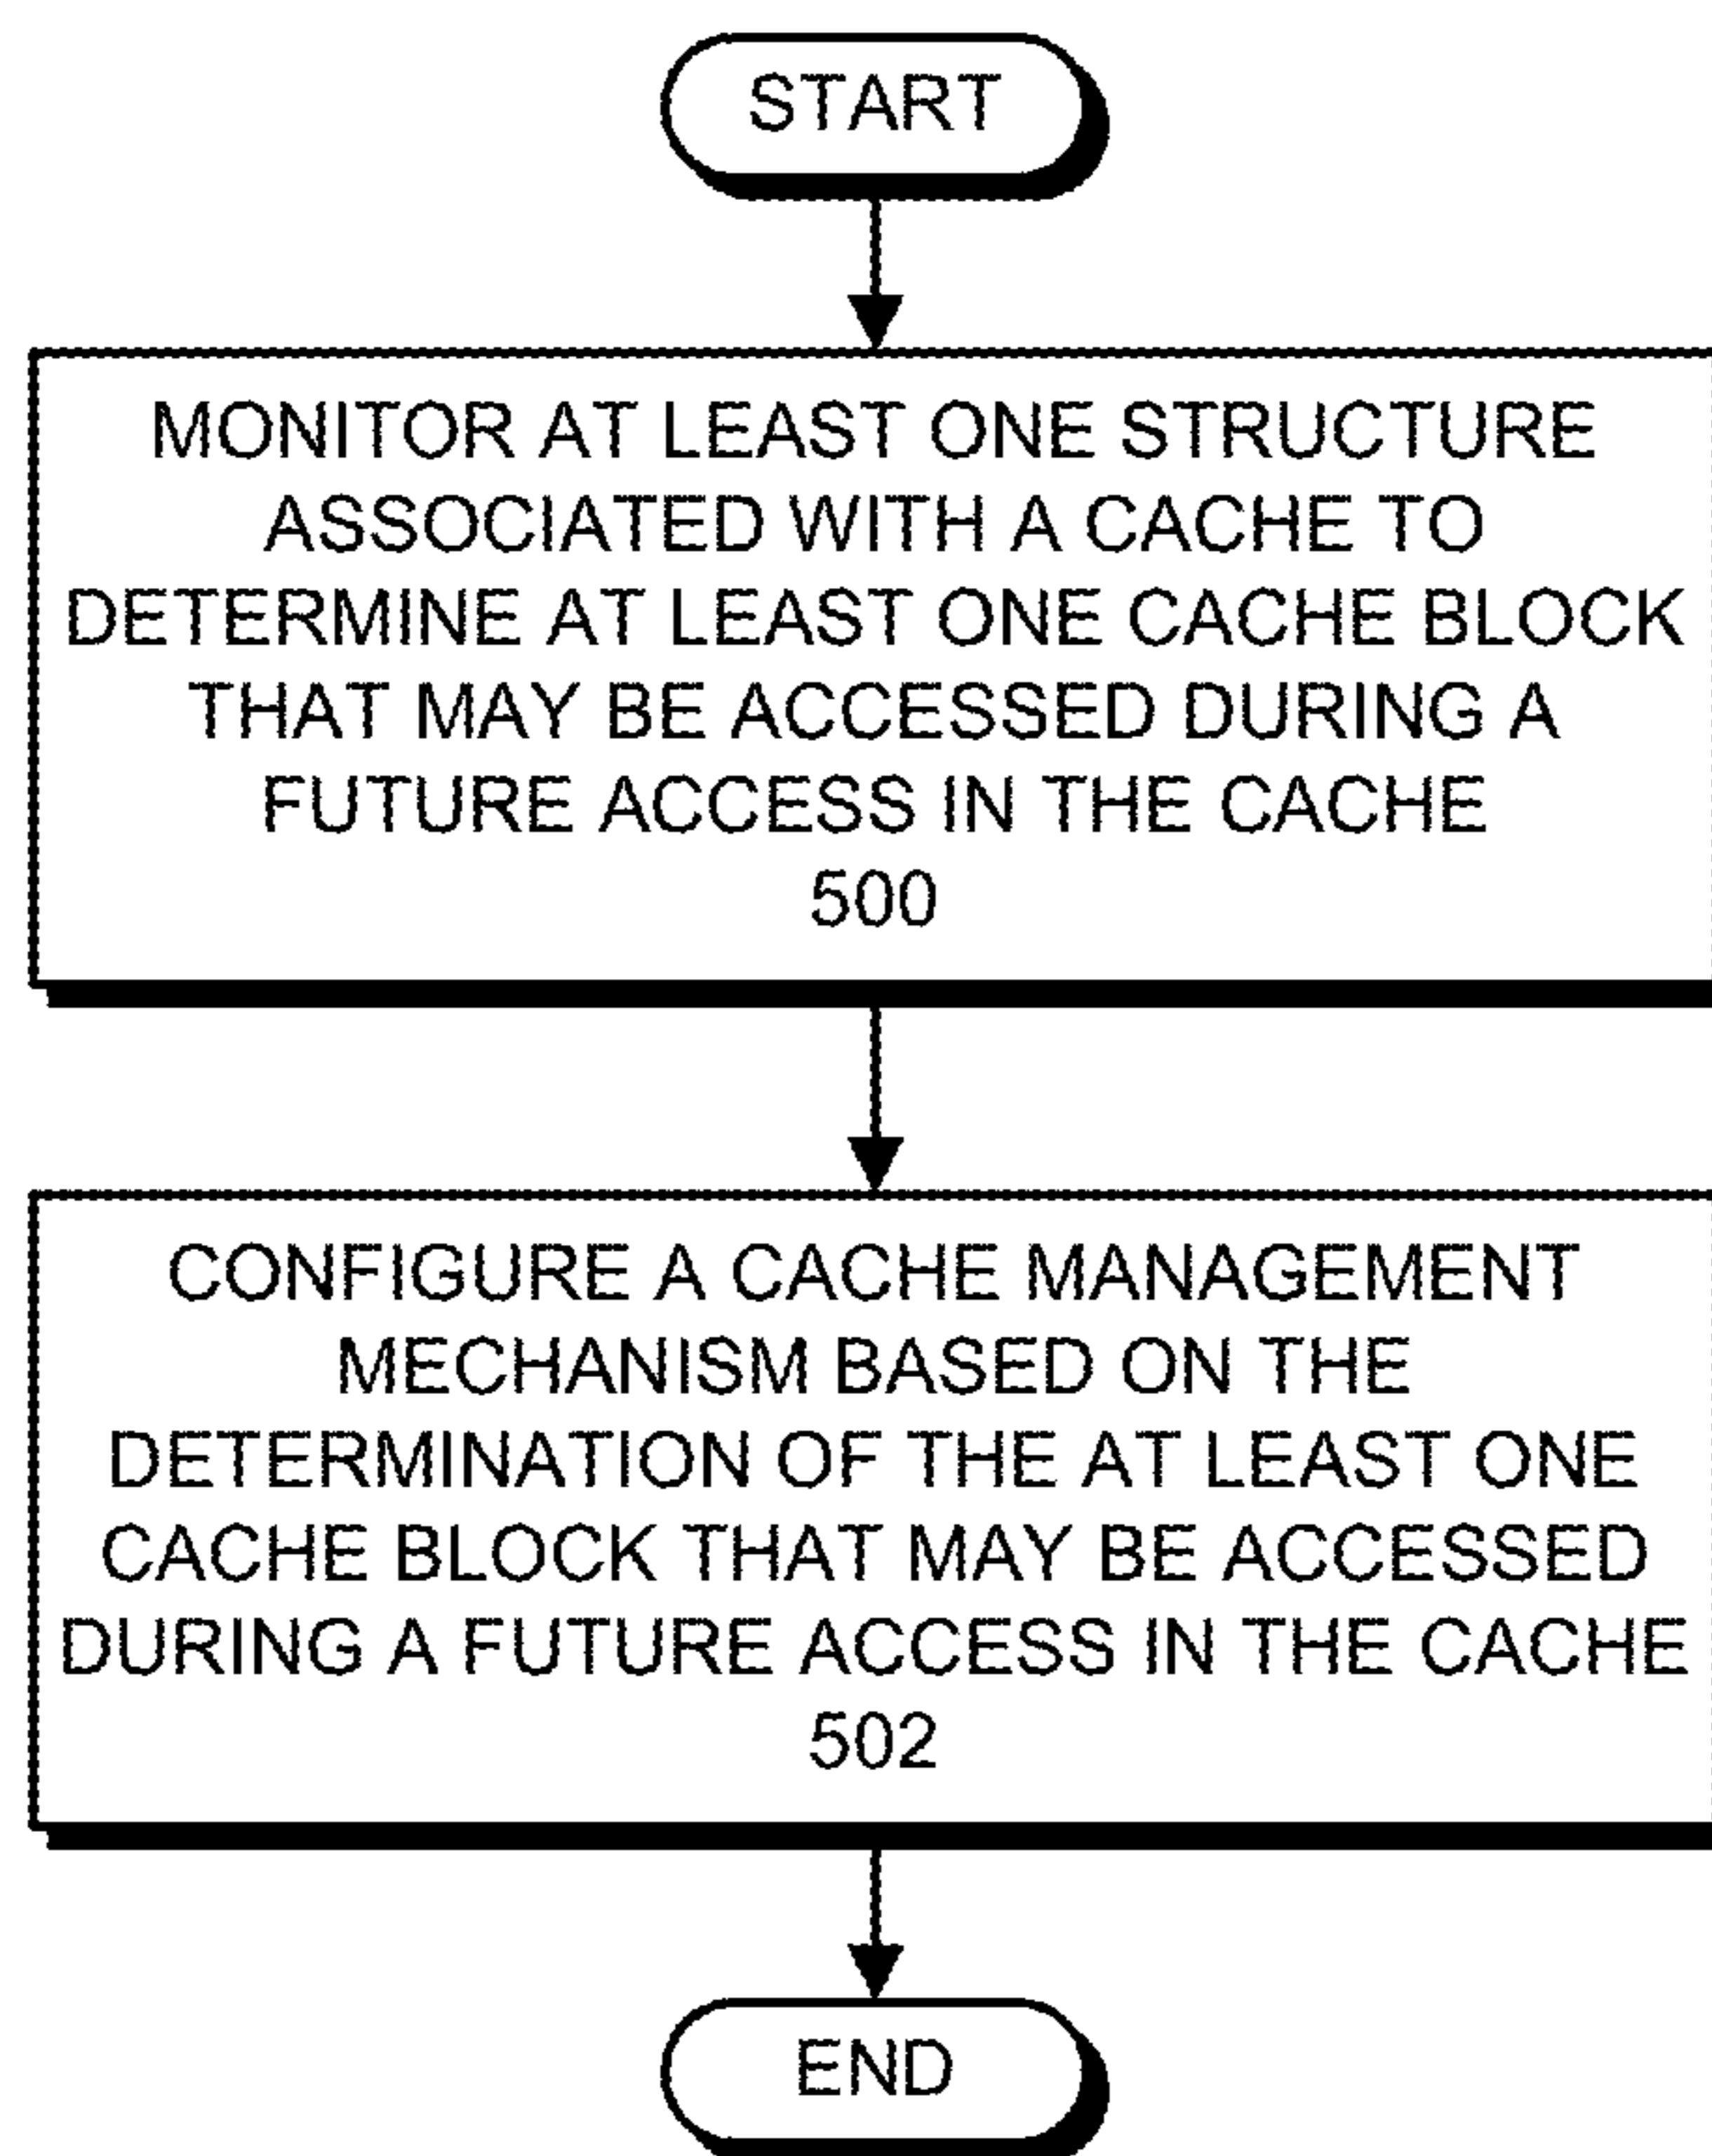 START
MONITOR AT LEAST ONE STRUCTURE
ASSOCIATED WITH A CACHE TO
DETERMINE AT LEAST ONE CACHE BLOCK
THAT MAY BE ACCESSED DURING A
FUTURE ACCESS IN THE CACHE
500
CONFIGURE A CACHE MANAGEMENT
MECHANISM BASED ON THE
DETERMINATION OF THE AT LEAST ONE
CACHE BLOCK THAT MAY BE ACCESSED
DURING A FUTURE ACCESS IN THE CACHE
502
END